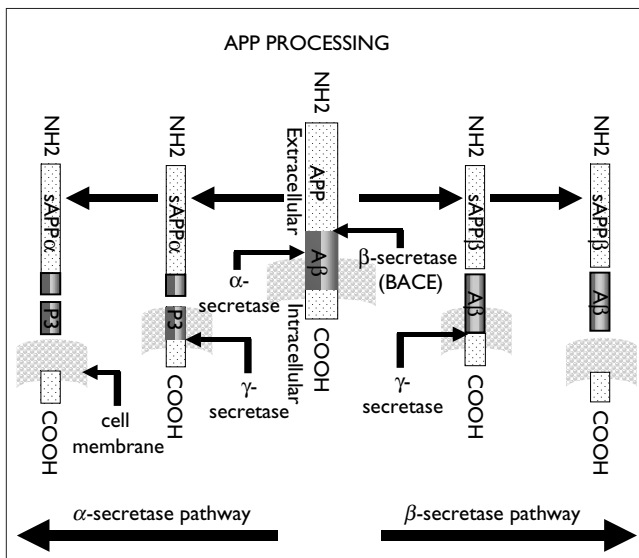 APP PROCESSING
NH2
NH2
NH2
NH2
NH2
sAPPα
sAPPα
APP
Extracellular
sAPPβ
sAPPβ
Aβ
α-
secretase
β-secretase
(BACE)
Aβ
Aβ
P3
P3
Intracellular
COOH
COOH
COOH
COOH
COOH
γ-
secretase
γ-
secretase
cell
membrane
α-secretase pathway
β-secretase pathway